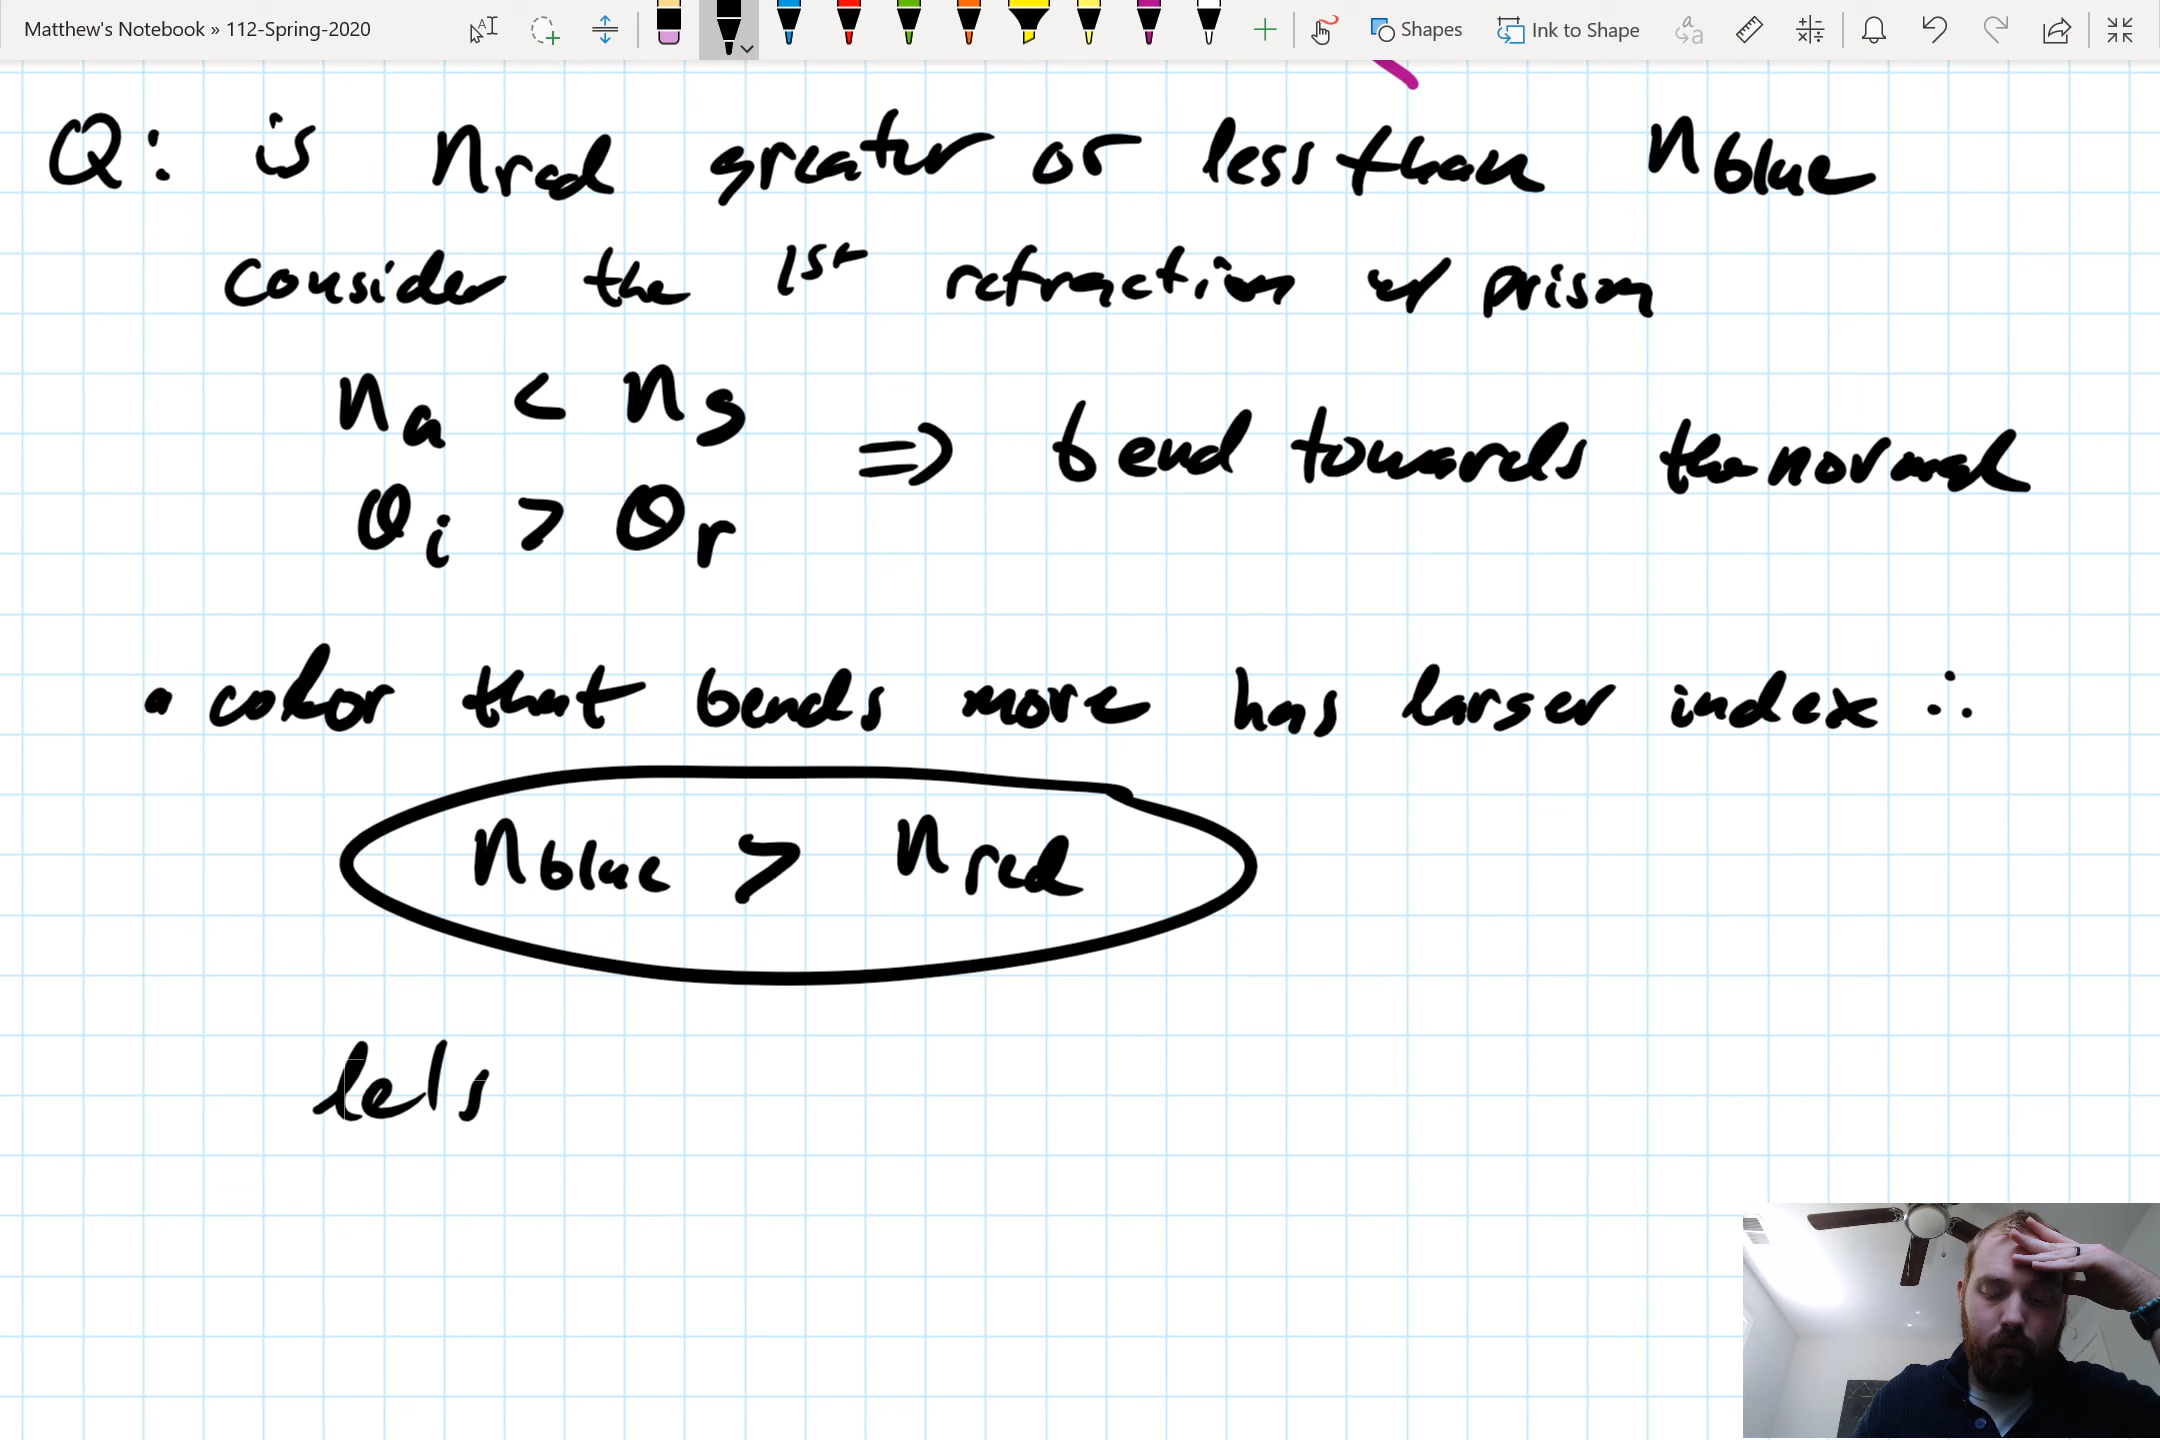 Matthew's Notebook » 112-Spring-2020 Shapes Ink to Shape
Q: is nred greater or less than nblue
consider the 1st refraction w/ prism
na < ns
=> bend towards the normal
θi > θr
a color that bends more has larger index ∴
nblue > nred
lets